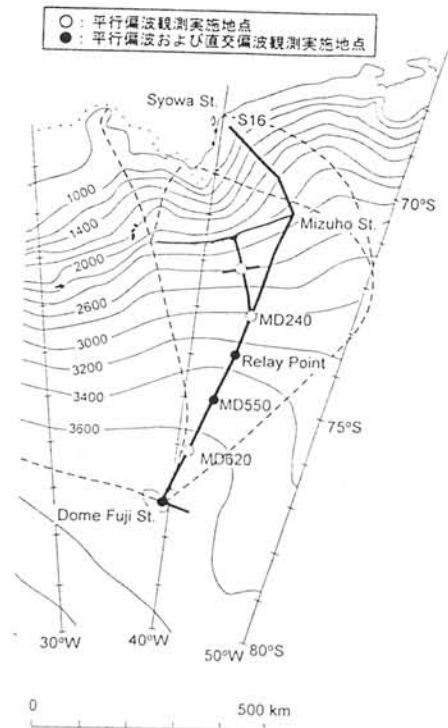 ○ : 平行偏波観測実施地点
● : 平行偏波および直交偏波観測実施地点
Syowa St.
S16
70°S
1000
Mizuho St.
1400
2000
2600
MD240
3000
3200
Relay Point
3400
MD550
75°S
3600
MD620
Dome Fuji St.
30°W
40°W
50°W
80°S
0 500 km